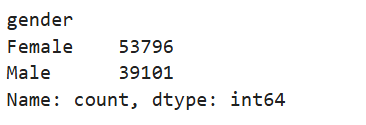 gender
Female    53796
Male      39101
Name: count, dtype: int64